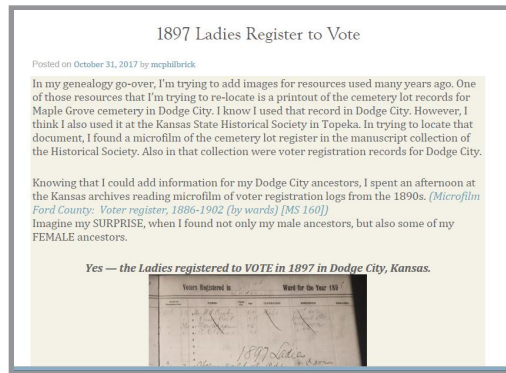 1897 Ladies Register to Vote
Posted on October 31, 2017 by mcphilbrick
In my genealogy go-over, I'm trying to add images for resources used many years ago. One
of those resources that I'm trying to re-locate is a printout of the cemetery lot records for
Maple Grove cemetery in Dodge City. I know I used that record in Dodge City. However, I
think I also used it at the Kansas State Historical Society in Topeka. In trying to locate that
document, I found a microfilm of the cemetery lot register in the manuscript collection of
the Historical Society. Also in that collection were voter registration records for Dodge City.
Knowing that I could add information for my Dodge City ancestors, I spent an afternoon at
the Kansas archives reading microfilm of voter registration logs from the 1890s. (Microfilm
Ford County: Voter register, 1886-1902 (by wards) [MS 160])
Imagine my SURPRISE, when I found not only my male ancestors, but also some of my
FEMALE ancestors.
Yes — the Ladies registered to VOTE in 1897 in Dodge City, Kansas.
Voters Registered in Ward for the Year 189
1897 Ladies